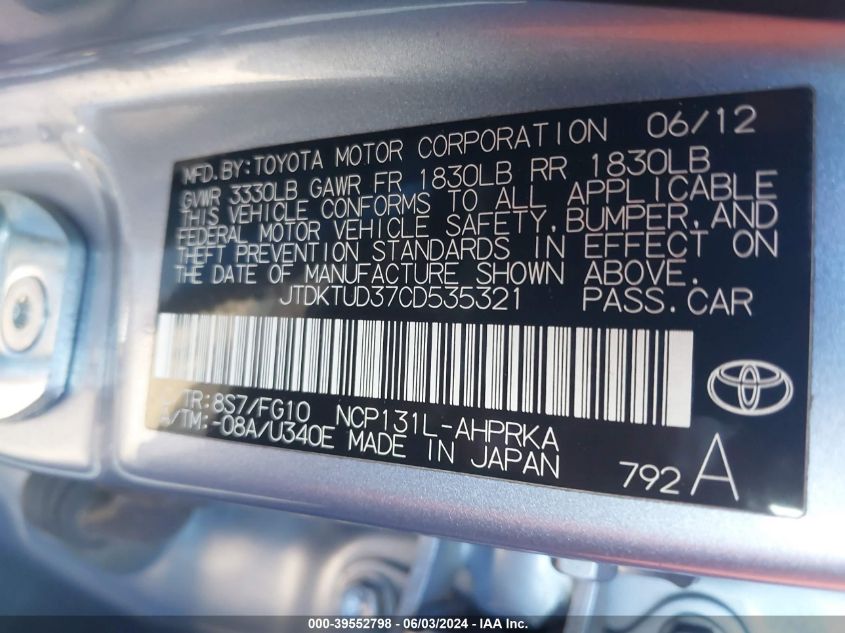 MFD. BY: TOYOTA MOTOR CORPORATION 06/12
GVWR 3330LB GAWR FR 1830LB RR 1830LB
THIS VEHICLE CONFORMS TO ALL APPLICABLE
FEDERAL MOTOR VEHICLE SAFETY, BUMPER, AND
THEFT PREVENTION STANDARDS IN EFFECT ON
THE DATE OF MANUFACTURE SHOWN ABOVE.
JTDKTUD37CD535321 PASS. CAR
C/TR: 8S7/FG10 NCP131L-AHPRKA
A/TM: -08A/U340E MADE IN JAPAN
792 A
000-39552798 - 06/03/2024 - IAA Inc.